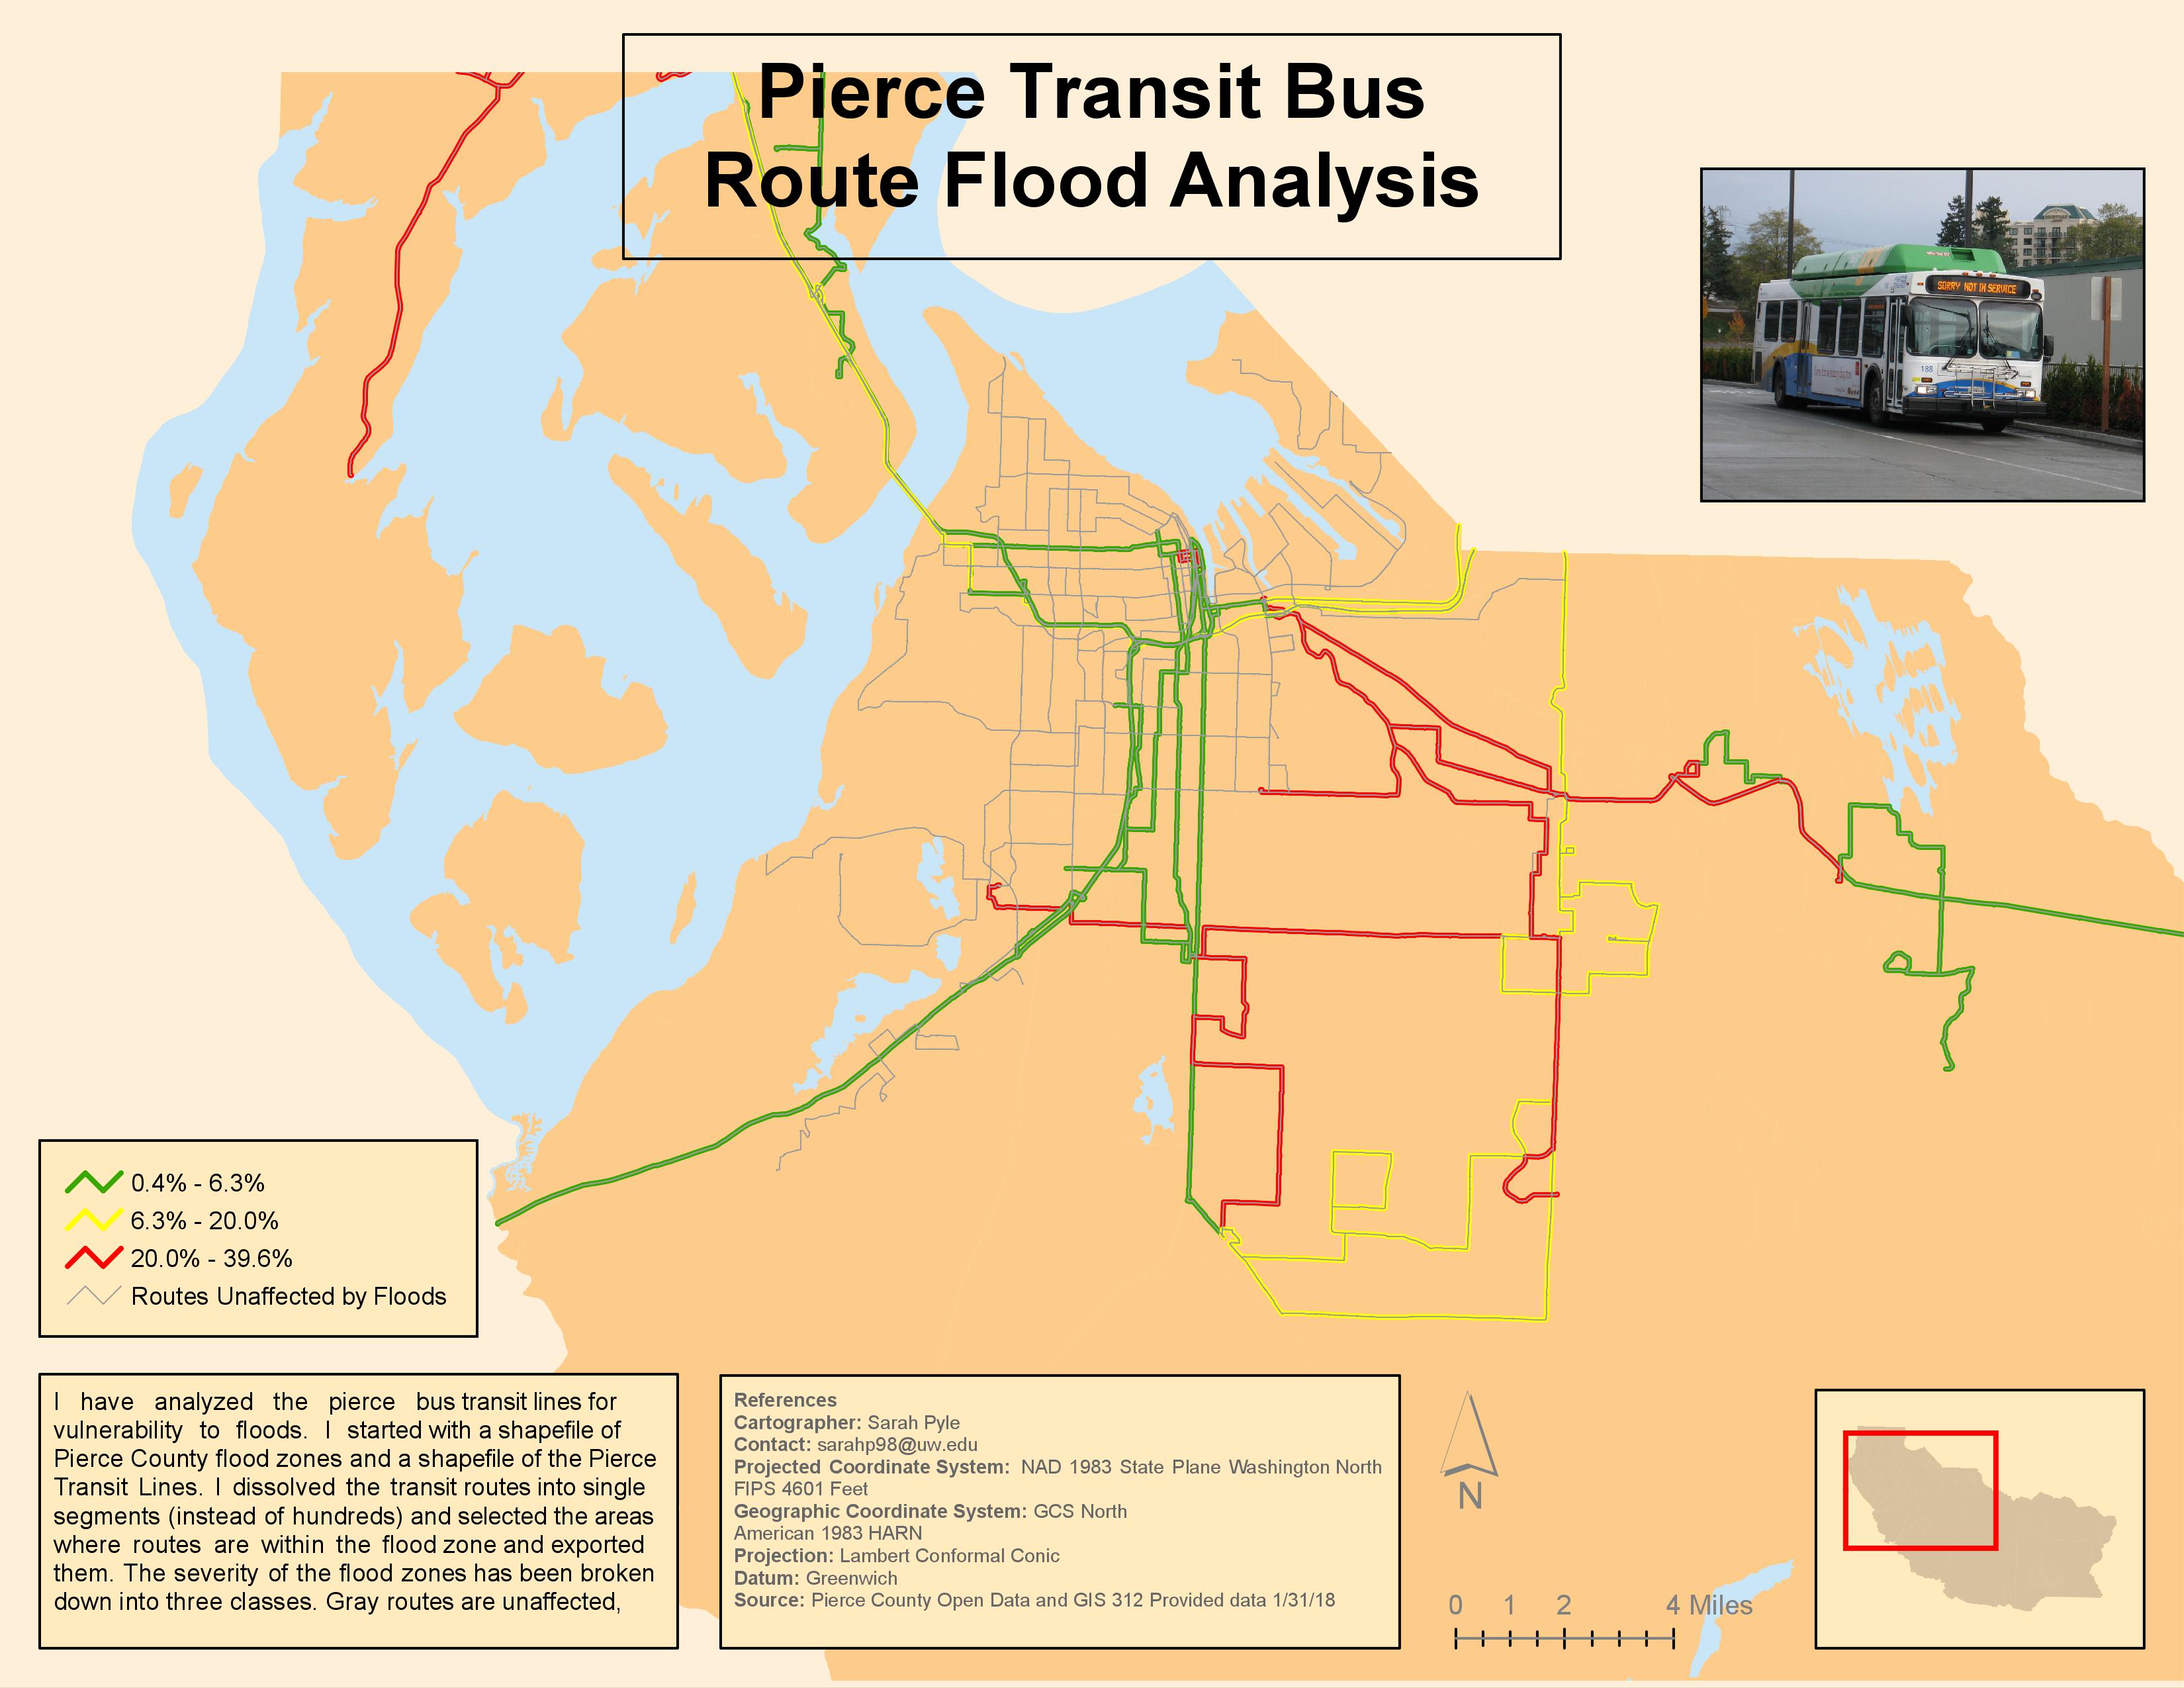 Pierce Transit Bus
Route Flood Analysis
SORRY NOT IN SERVICE
188
0.4% - 6.3%
6.3% - 20.0%
20.0% - 39.6%
Routes Unaffected by Floods
I have analyzed the pierce bus transit lines for
vulnerability to floods. I started with a shapefile of
Pierce County flood zones and a shapefile of the Pierce
Transit Lines. I dissolved the transit routes into single
segments (instead of hundreds) and selected the areas
where routes are within the flood zone and exported
them. The severity of the flood zones has been broken
down into three classes. Gray routes are unaffected,
References
Cartographer: Sarah Pyle
Contact: sarahp98@uw.edu
Projected Coordinate System: NAD 1983 State Plane Washington North
FIPS 4601 Feet
Geographic Coordinate System: GCS North
American 1983 HARN
Projection: Lambert Conformal Conic
Datum: Greenwich
Source: Pierce County Open Data and GIS 312 Provided data 1/31/18
N
0 1 2 4 Miles